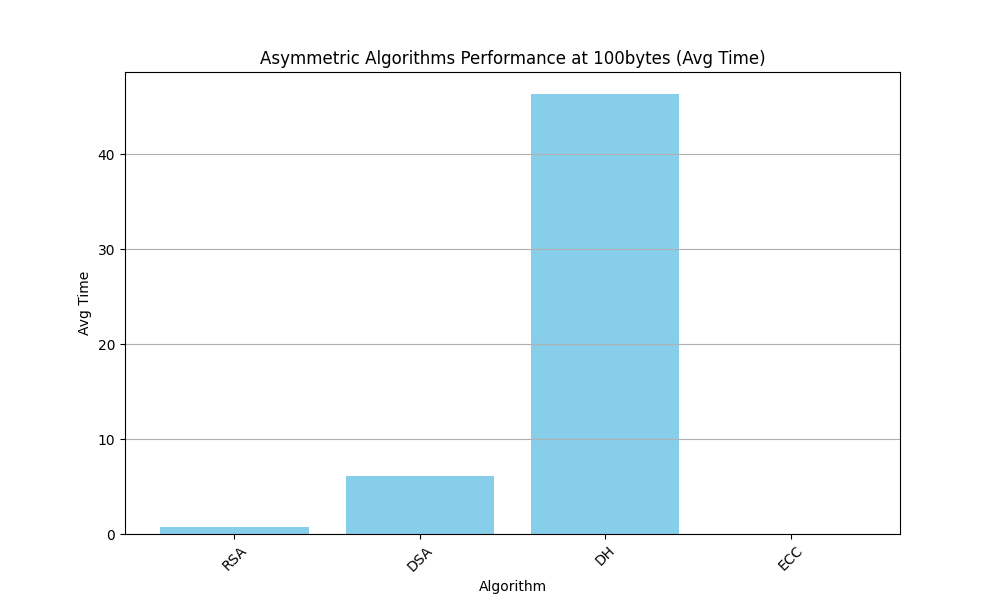 Asymmetric Algorithms Performance at 100bytes (Avg Time)
40
30
20
10
0
Avg Time
RSA
DSA
DH
ECC
Algorithm